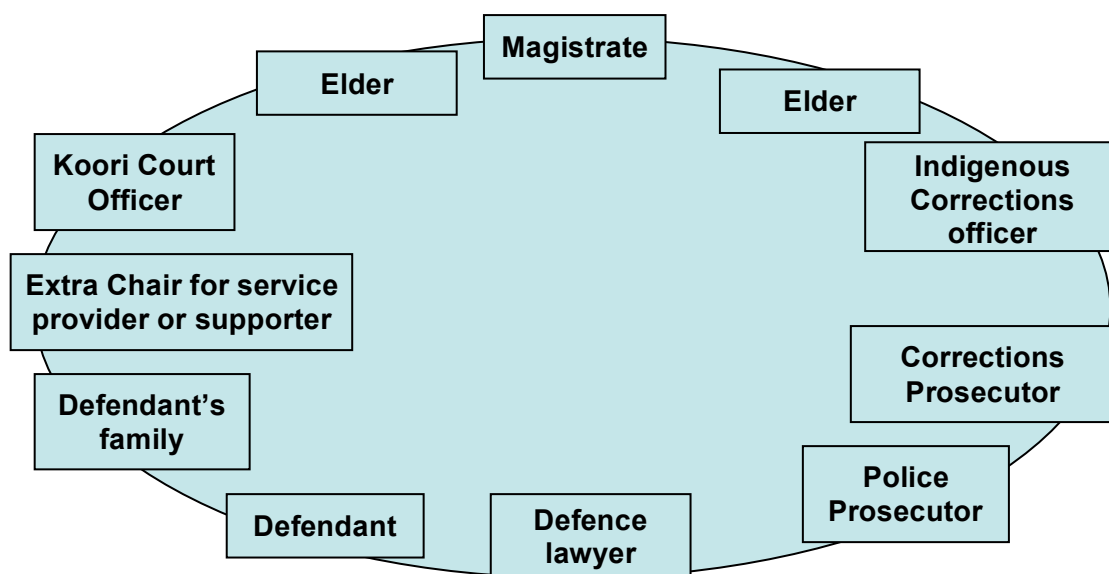 Magistrate
Elder
Elder
Koori Court
Officer
Indigenous
Corrections
officer
Extra Chair for service
provider or supporter
Corrections
Prosecutor
Defendant’s
family
Police
Prosecutor
Defendant
Defence
lawyer